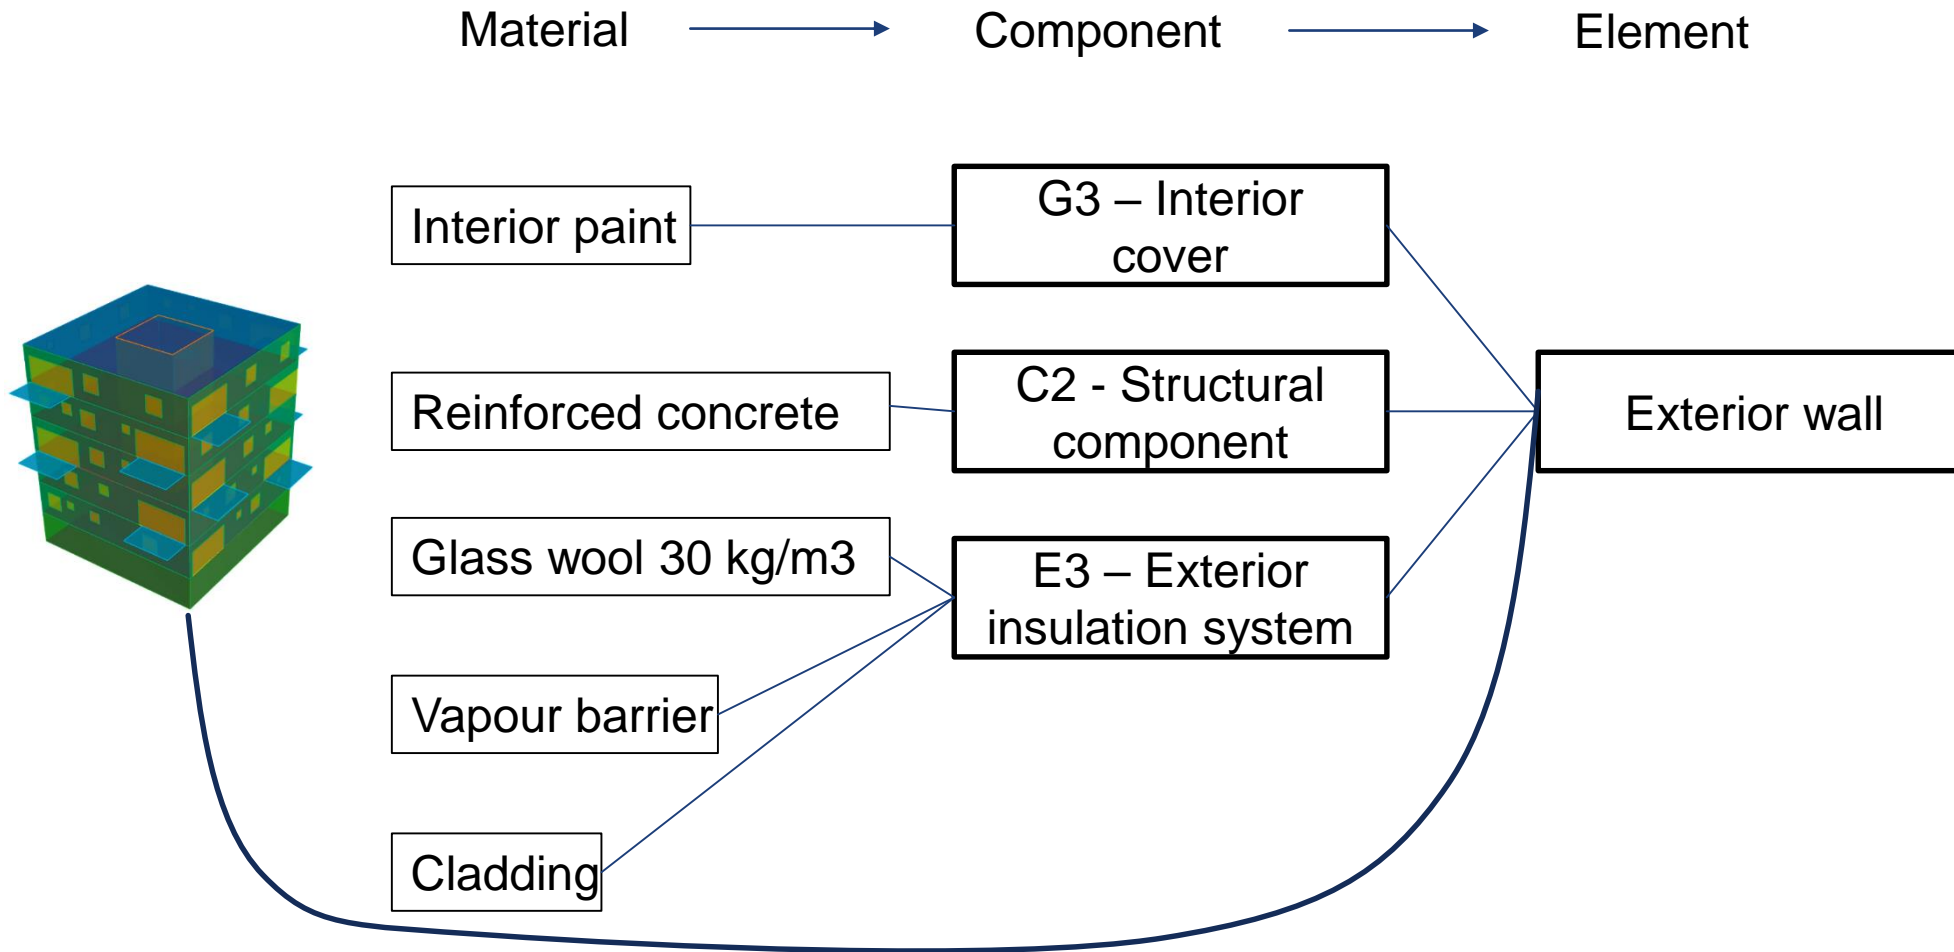 Material
Component
Element
Interior paint
G3 – Interior
cover
Reinforced concrete
C2 - Structural
component
Exterior wall
Glass wool 30 kg/m3
E3 – Exterior
insulation system
Vapour barrier
Cladding